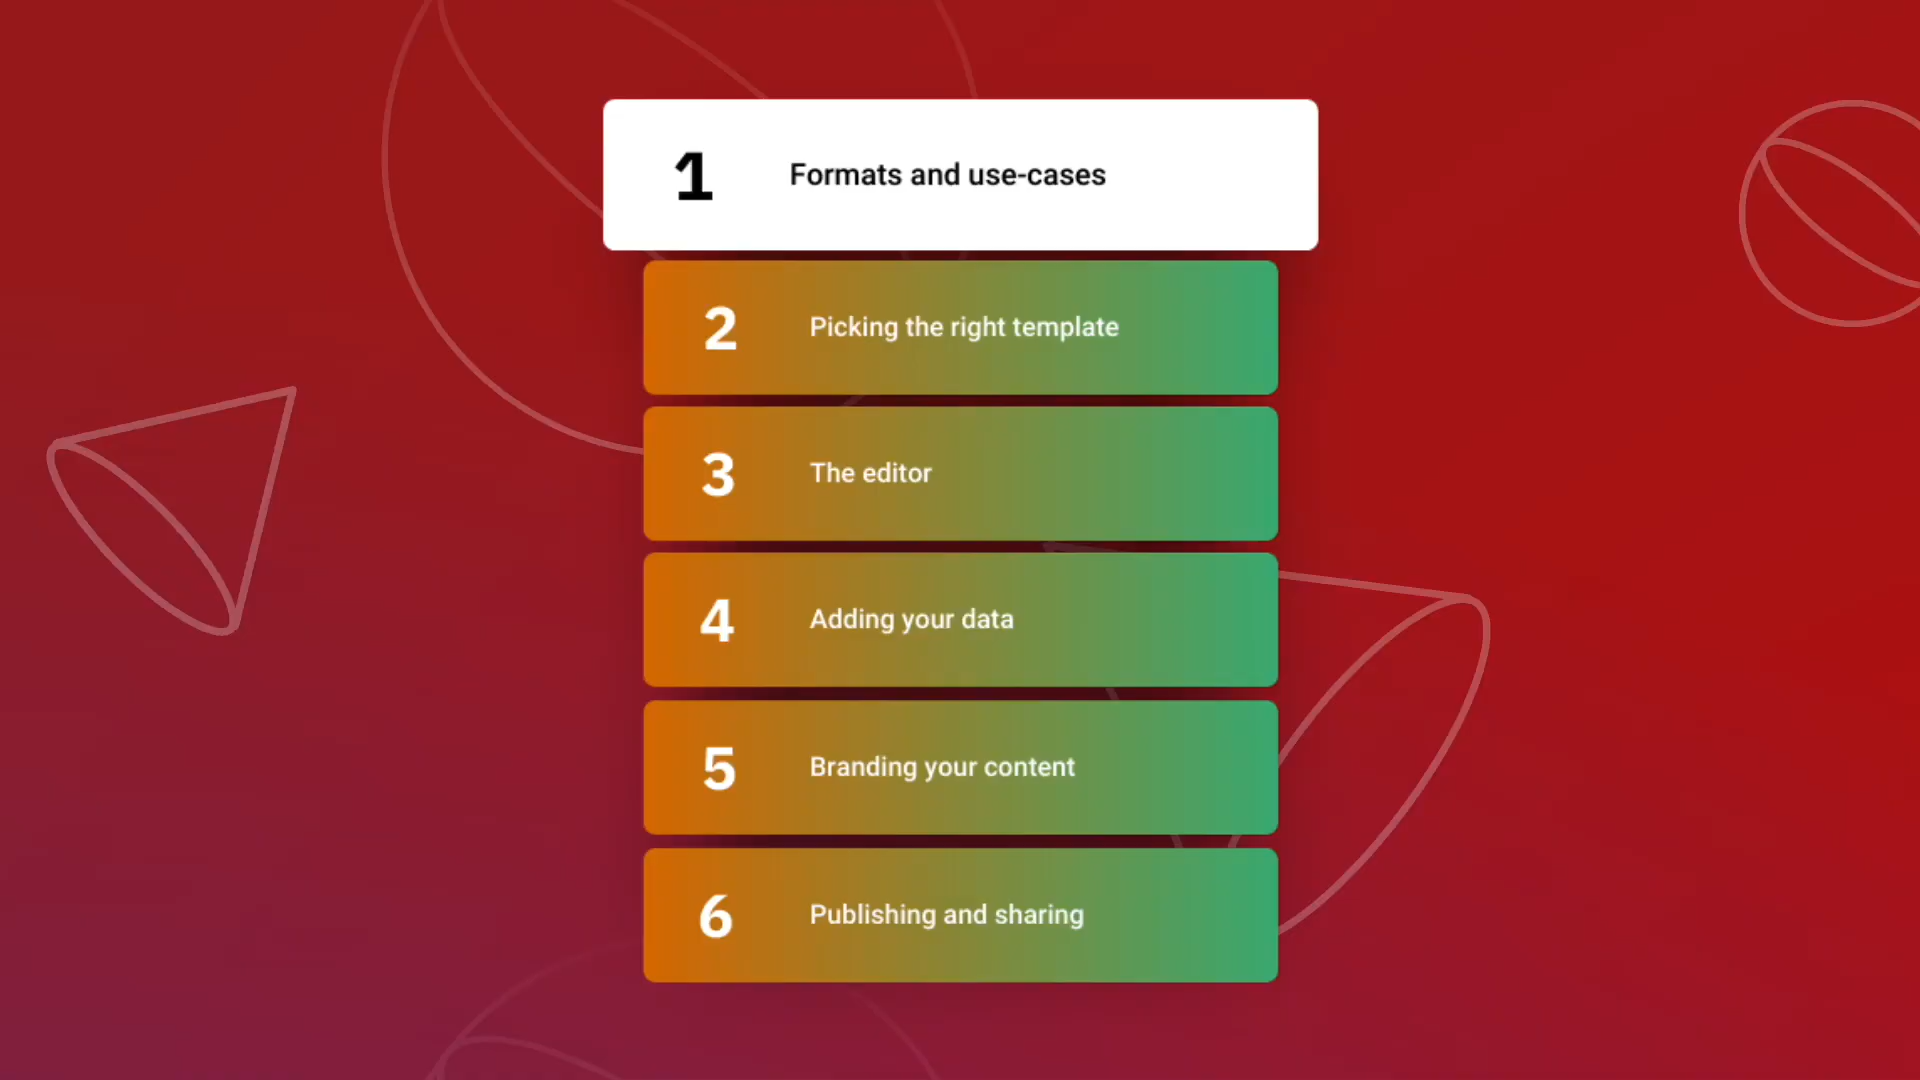 1 Formats and use-cases
2 Picking the right template
3 The editor
4 Adding your data
5 Branding your content
6 Publishing and sharing